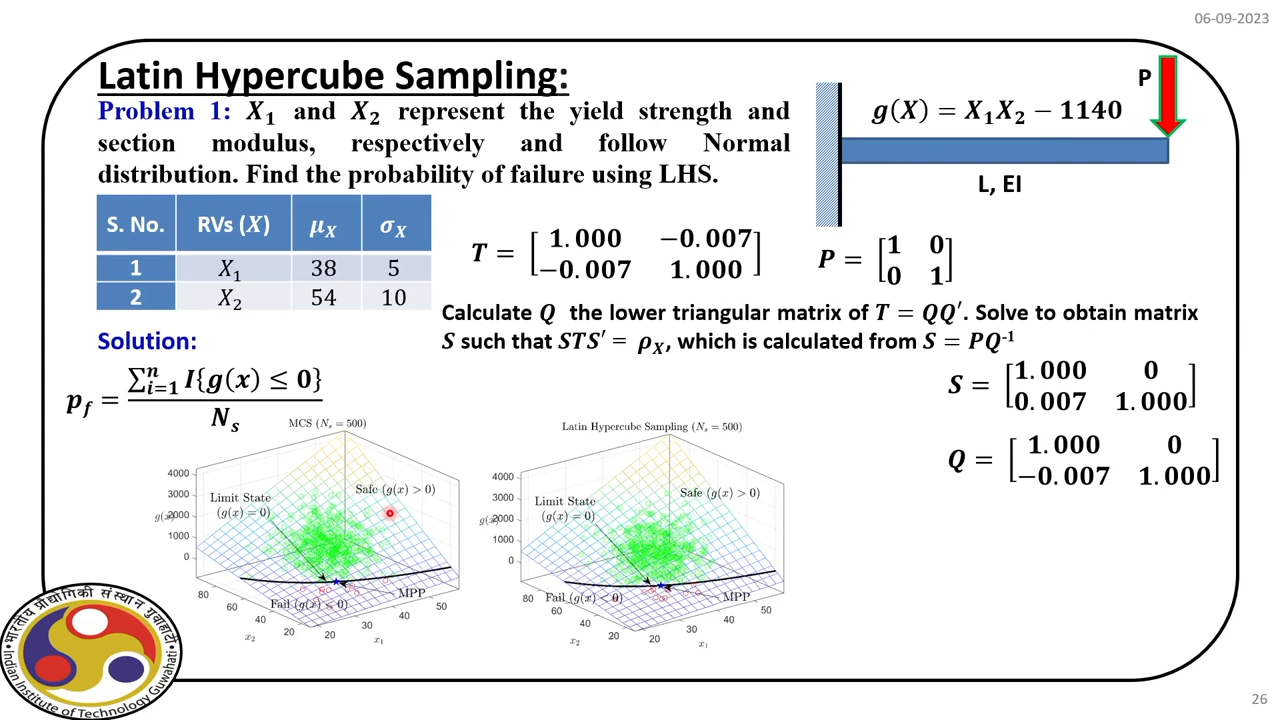 06-09-2023
Latin Hypercube Sampling:
Problem 1: X₁ and X₂ represent the yield strength and
section modulus, respectively and follow Normal
distribution. Find the probability of failure using LHS.
P
g(X) = X₁X₂ − 1140
L, EI
S. No. RVs (X) μ_X σ_X
1 X₁ 38 5
2 X₂ 54 10
T = [1.000 −0.007
−0.007 1.000]
P = [1 0
0 1]
Calculate Q the lower triangular matrix of T = QQ′. Solve to obtain matrix
S such that STS′ = ρ_X, which is calculated from S = PQ⁻¹
Solution:
p_f = ∑ⁿᵢ₌₁ I{g(x) ≤ 0} / N_s
S = [1.000 0
0.007 1.000]
Q = [1.000 0
−0.007 1.000]
MCS (N_s = 500)
4000
3000
2000
1000
0
g(x)
Limit State
(g(x) = 0)
Safe (g(x) > 0)
Fail (g(x) ≤ 0)
MPP
80
60
40
20
x₂
20
30
40
50
x₁
Latin Hypercube Sampling (N_s = 500)
4000
3000
2000
1000
0
g(x)
Limit State
(g(x) = 0)
Safe (g(x) > 0)
Fail (g(x) < 0)
MPP
80
60
40
20
x₂
20
30
40
50
x₁
भारतीय प्रौद्योगिकी संस्थान गुवाहाटी
Indian Institute of Technology Guwahati
26